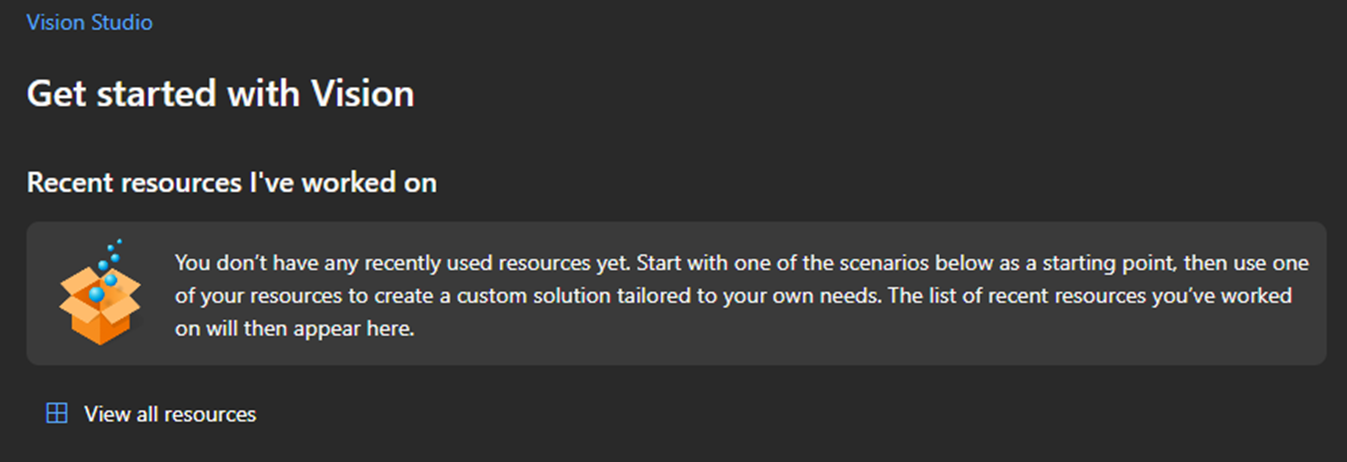 Vision Studio
Get started with Vision
Recent resources I've worked on
You don’t have any recently used resources yet. Start with one of the scenarios below as a starting point, then use one
of your resources to create a custom solution tailored to your own needs. The list of recent resources you’ve worked
on will then appear here.
View all resources